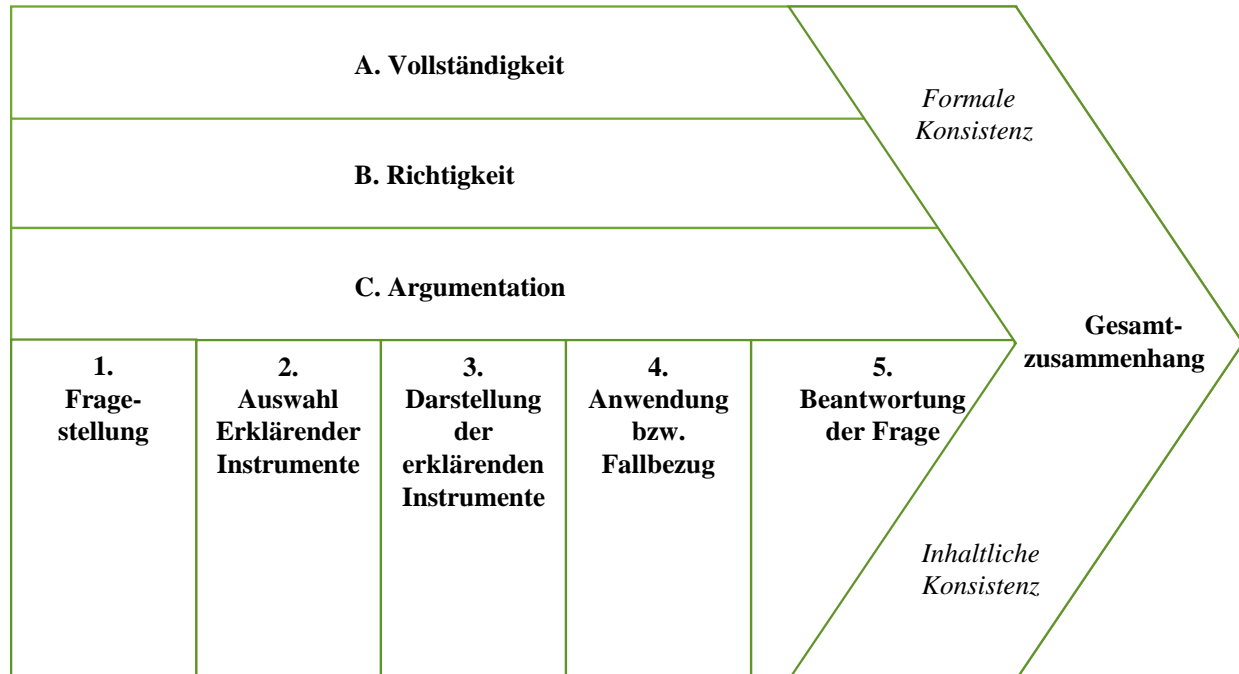 A. Vollständigkeit
Formale
Konsistenz
B. Richtigkeit
C. Argumentation
Gesamt-
zusammenhang
1.
Frage-
stellung
2.
Auswahl
Erklärender
Instrumente
3.
Darstellung
der
erklärenden
Instrumente
4.
Anwendung
bzw.
Fallbezug
5.
Beantwortung
der Frage
Inhaltliche
Konsistenz